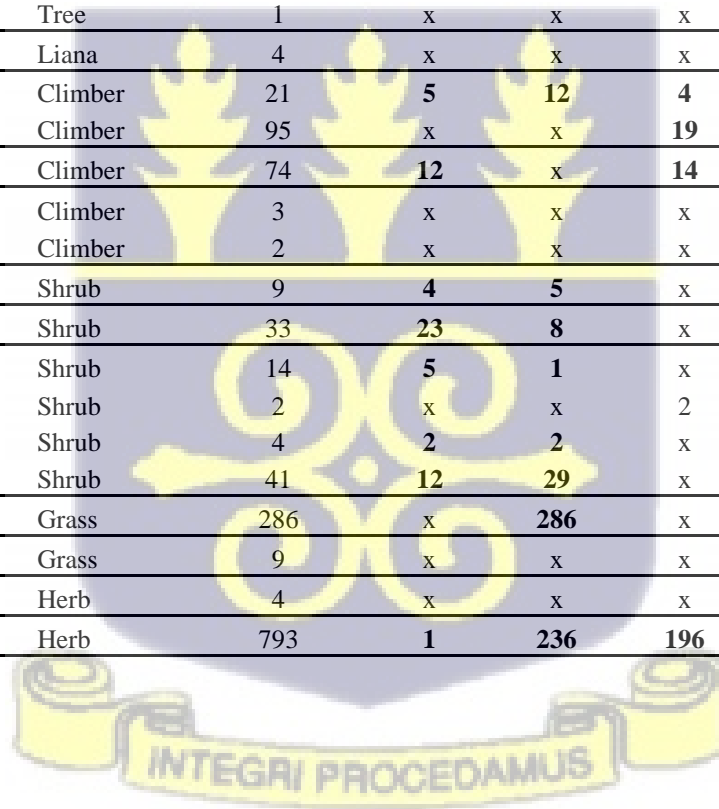 Tree 1 x x x
Liana 4 x x x
Climber 21 5 12 4
Climber 95 x x 19
Climber 74 12 x 14
Climber 3 x x x
Climber 2 x x x
Shrub 9 4 5 x
Shrub 33 23 8 x
Shrub 14 5 1 x
Shrub 2 x x 2
Shrub 4 2 2 x
Shrub 41 12 29 x
Grass 286 x 286 x
Grass 9 x x x
Herb 4 x x x
Herb 793 1 236 196
INTEGRI PROCEDAMUS